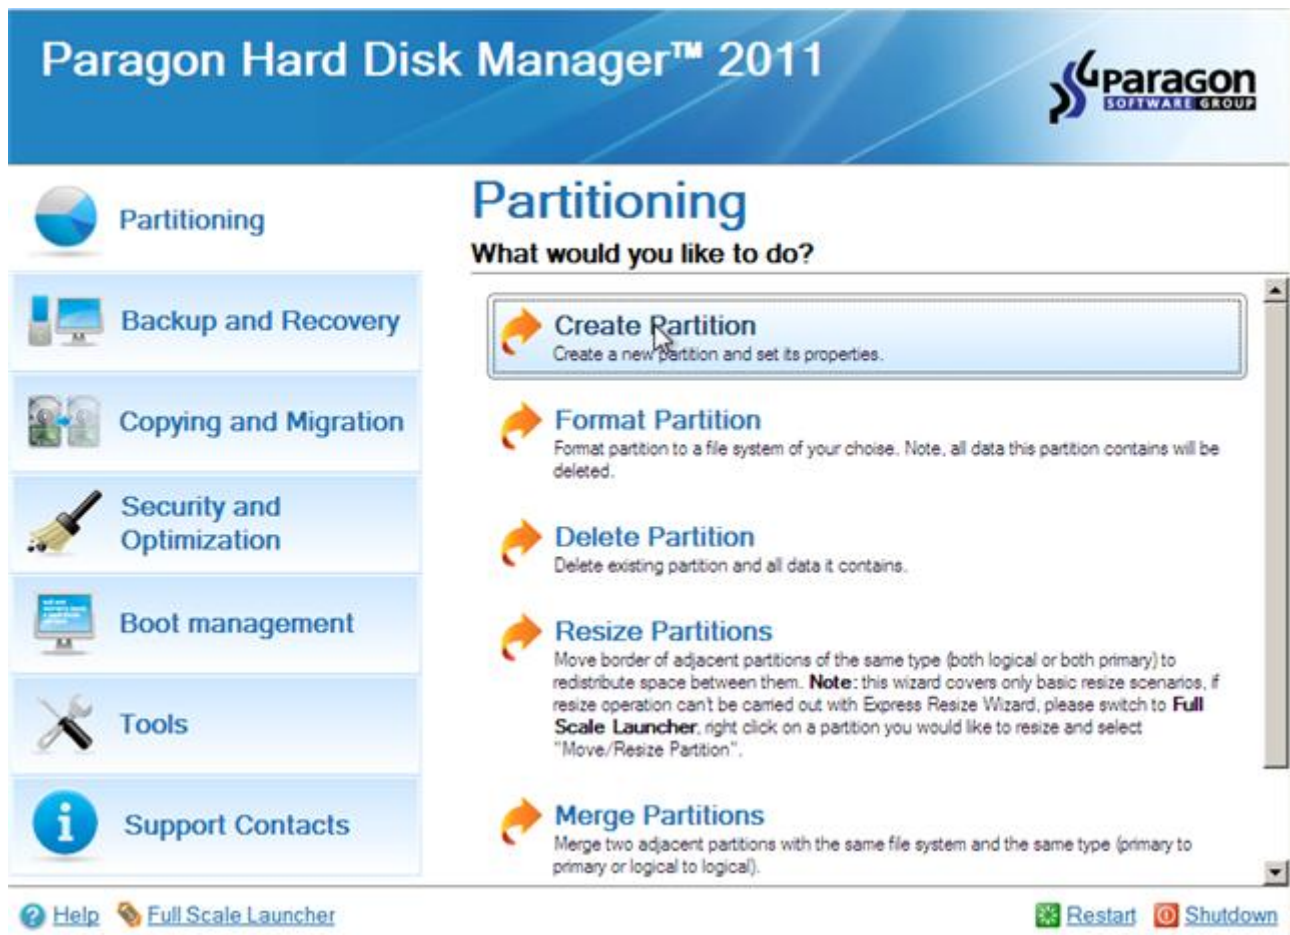 Paragon Hard Disk Manager™ 2011
Paragon
SOFTWARE GROUP
Partitioning
Backup and Recovery
Copying and Migration
Security and
Optimization
Boot management
Tools
Support Contacts
Partitioning
What would you like to do?
Create Partition
Create a new partition and set its properties.
Format Partition
Format partition to a file system of your choise. Note, all data this partition contains will be
deleted.
Delete Partition
Delete existing partition and all data it contains.
Resize Partitions
Move border of adjacent partitions of the same type (both logical or both primary) to
redistribute space between them. Note: this wizard covers only basic resize scenarios, if
resize operation can't be carried out with Express Resize Wizard, please switch to Full
Scale Launcher, right click on a partition you would like to resize and select
"Move/Resize Partition".
Merge Partitions
Merge two adjacent partitions with the same file system and the same type (primary to
primary or logical to logical).
Help Full Scale Launcher Restart Shutdown